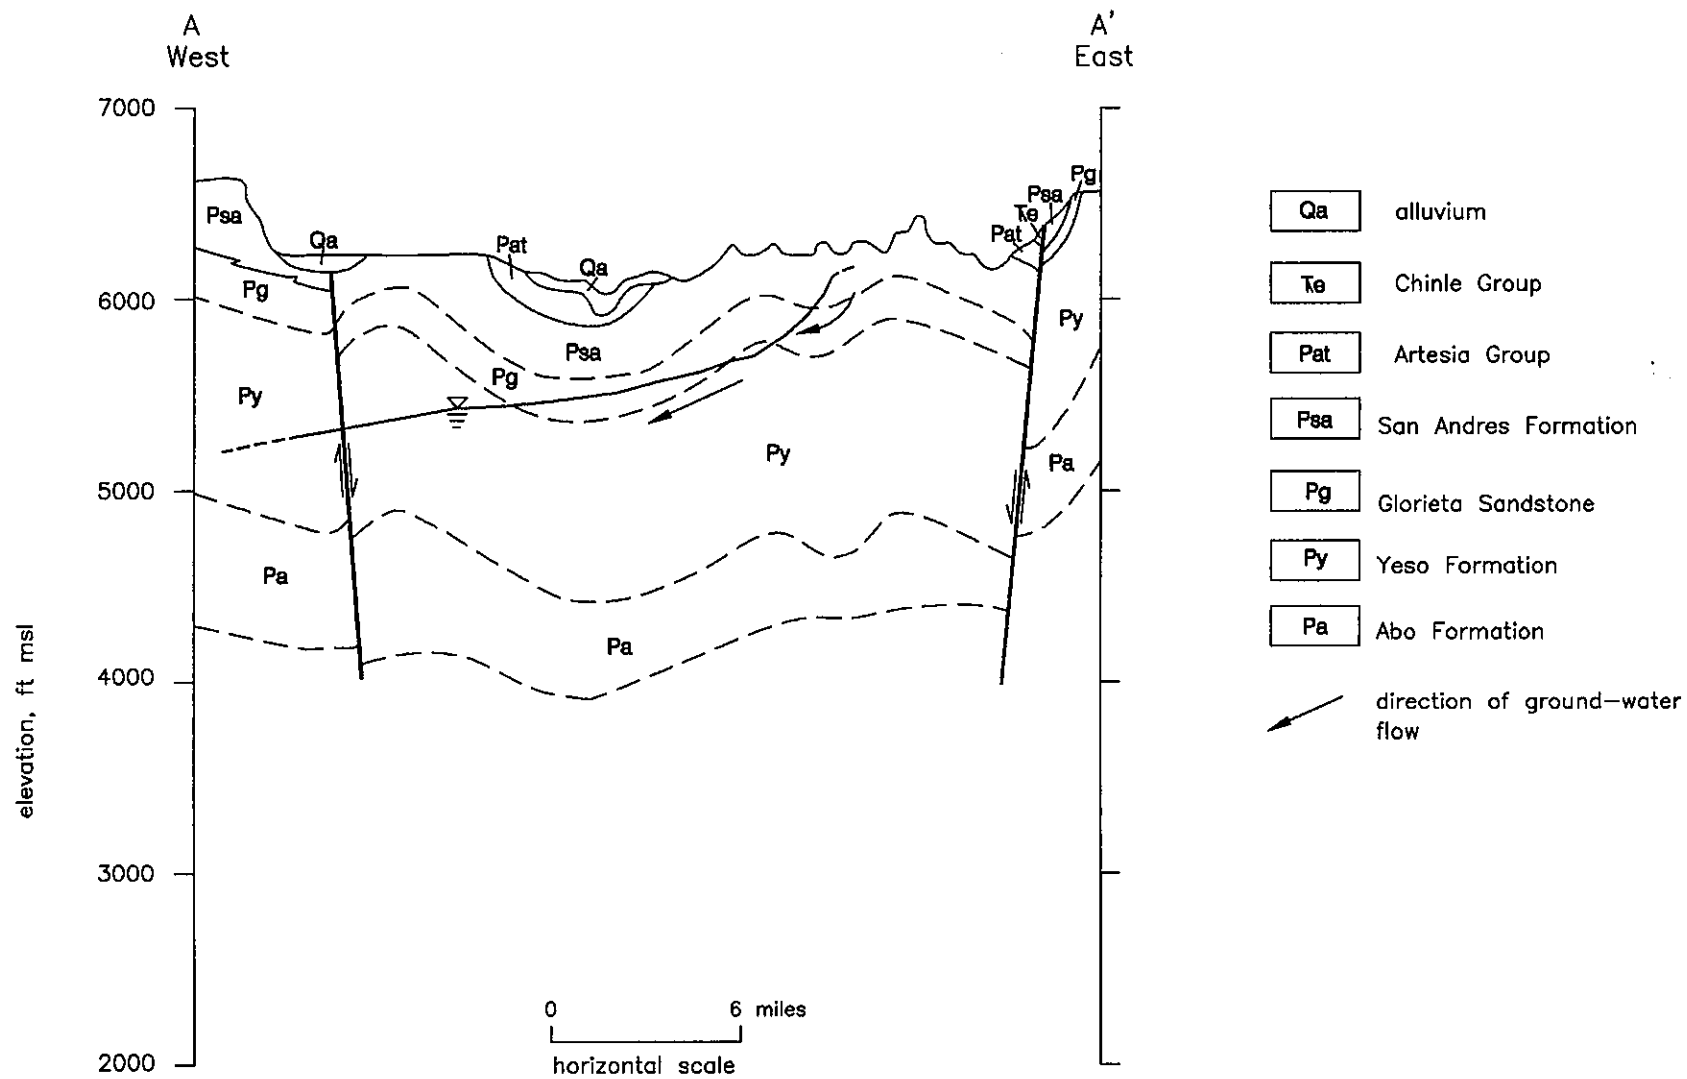 A
West
A'
East
7000
6000
5000
4000
3000
2000
elevation, ft msl
Psa
Qa
Pg
Py
Pa
Pat
Qa
Psa
Pg
Py
Pa
Pat
Te
Psa
Pg
Py
Pa
0 6 miles
horizontal scale
Qa alluvium
Te Chinle Group
Pat Artesia Group
Psa San Andres Formation
Pg Glorieta Sandstone
Py Yeso Formation
Pa Abo Formation
direction of ground-water
flow